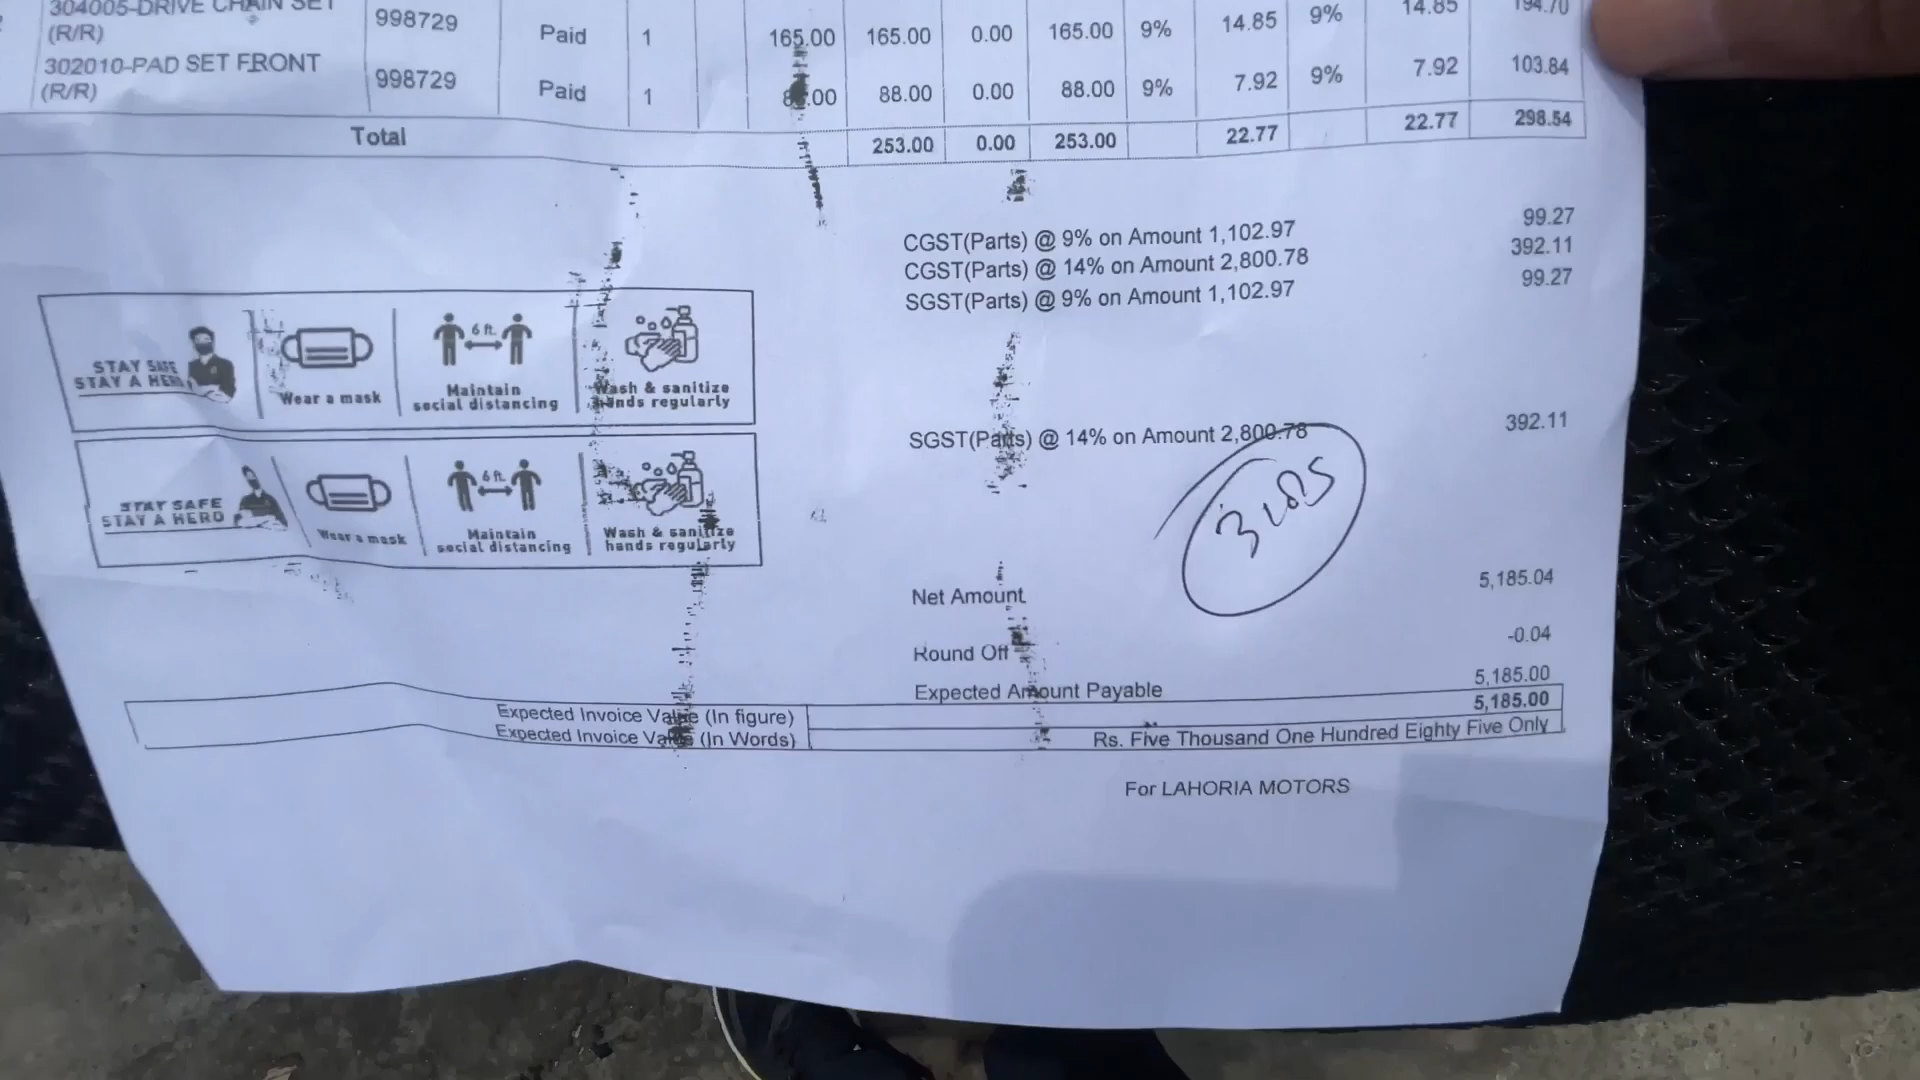 304005-DRIVE CHAIN SET (R/R) 998729 Paid 1 165.00 165.00 0.00 165.00 9% 14.85 9% 14.85 194.70
302010-PAD SET FRONT (R/R) 998729 Paid 1 88.00 0.00 88.00 9% 7.92 9% 7.92 103.84
Total 253.00 0.00 253.00 22.77 22.77 298.54
CGST(Parts) @ 9% on Amount 1,102.97 99.27
CGST(Parts) @ 14% on Amount 2,800.78 392.11
SGST(Parts) @ 9% on Amount 1,102.97 99.27
SGST(Parts) @ 14% on Amount 2,800.78 392.11
STAY SAFE
STAY A HERO
Wear a mask
6 ft.
Maintain
social distancing
Wash & sanitize
hands regularly
STAY SAFE
STAY A HERO
Wear a mask
6 ft.
Maintain
social distancing
Wash & sanitize
hands regularly
Net Amount 5,185.04
Round Off -0.04
Expected Amount Payable 5,185.00
Expected Invoice Value (In figure) 5,185.00
Expected Invoice Value (In Words) Rs. Five Thousand One Hundred Eighty Five Only
For LAHORIA MOTORS